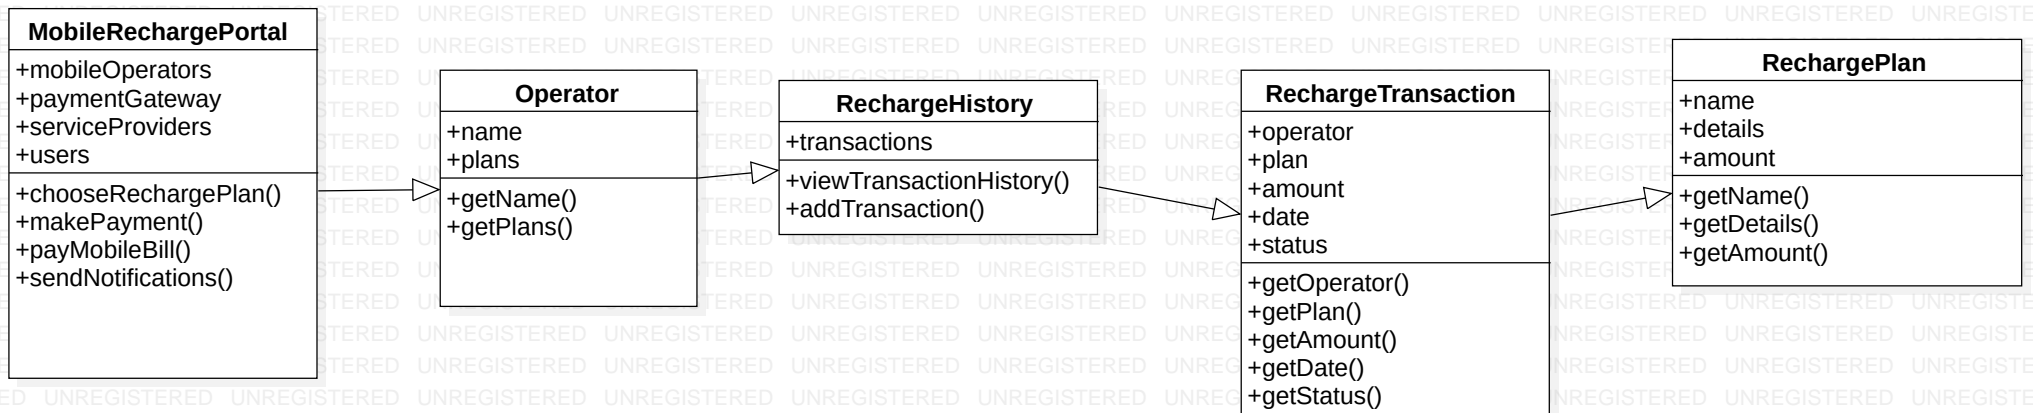 MobileRechargePortal
+mobileOperators
+paymentGateway
+serviceProviders
+users
+chooseRechargePlan()
+makePayment()
+payMobileBill()
+sendNotifications()
Operator
+name
+plans
+getName()
+getPlans()
RechargeHistory
+transactions
+viewTransactionHistory()
+addTransaction()
RechargeTransaction
+operator
+plan
+amount
+date
+status
+getOperator()
+getPlan()
+getAmount()
+getDate()
+getStatus()
RechargePlan
+name
+details
+amount
+getName()
+getDetails()
+getAmount()
UNREGISTERED